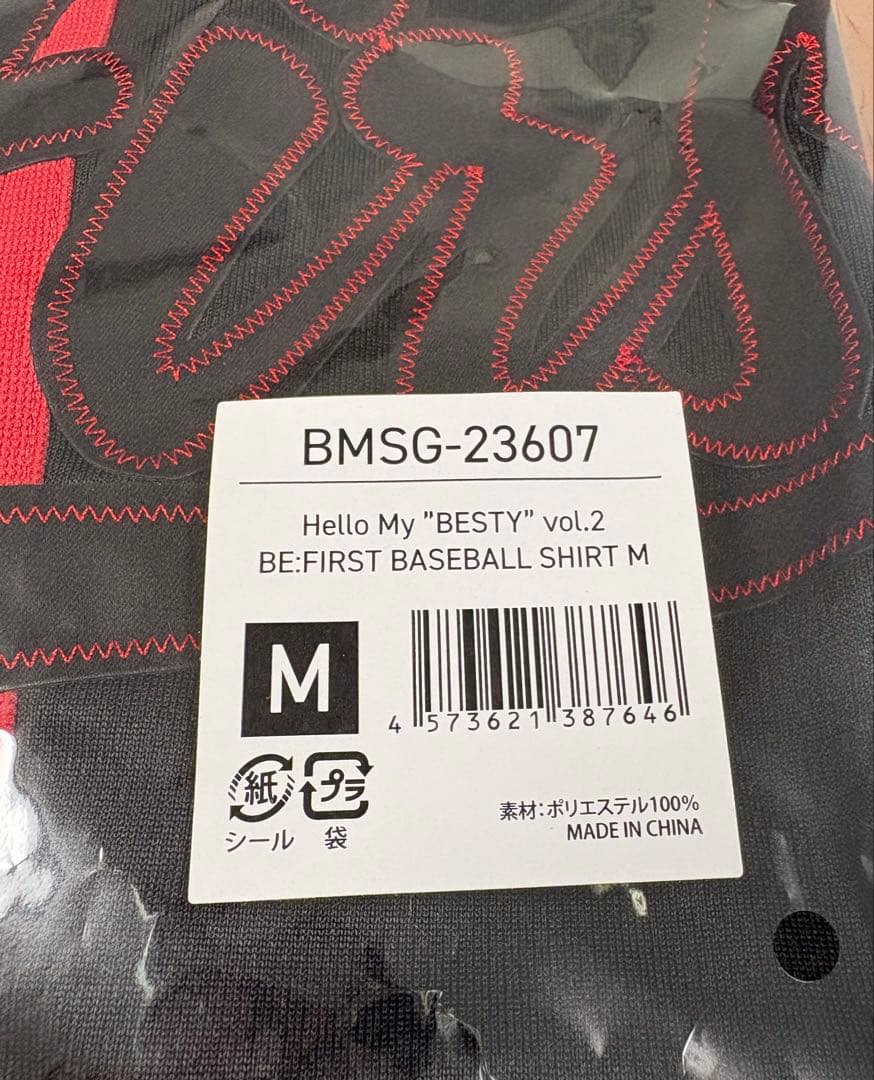 BMSG-23607
Hello My ”BESTY” vol.2
BE:FIRST BASEBALL SHIRT M
M
4 573621 387646
紙 プラ
シール 袋
素材:ポリエステル100%
MADE IN CHINA